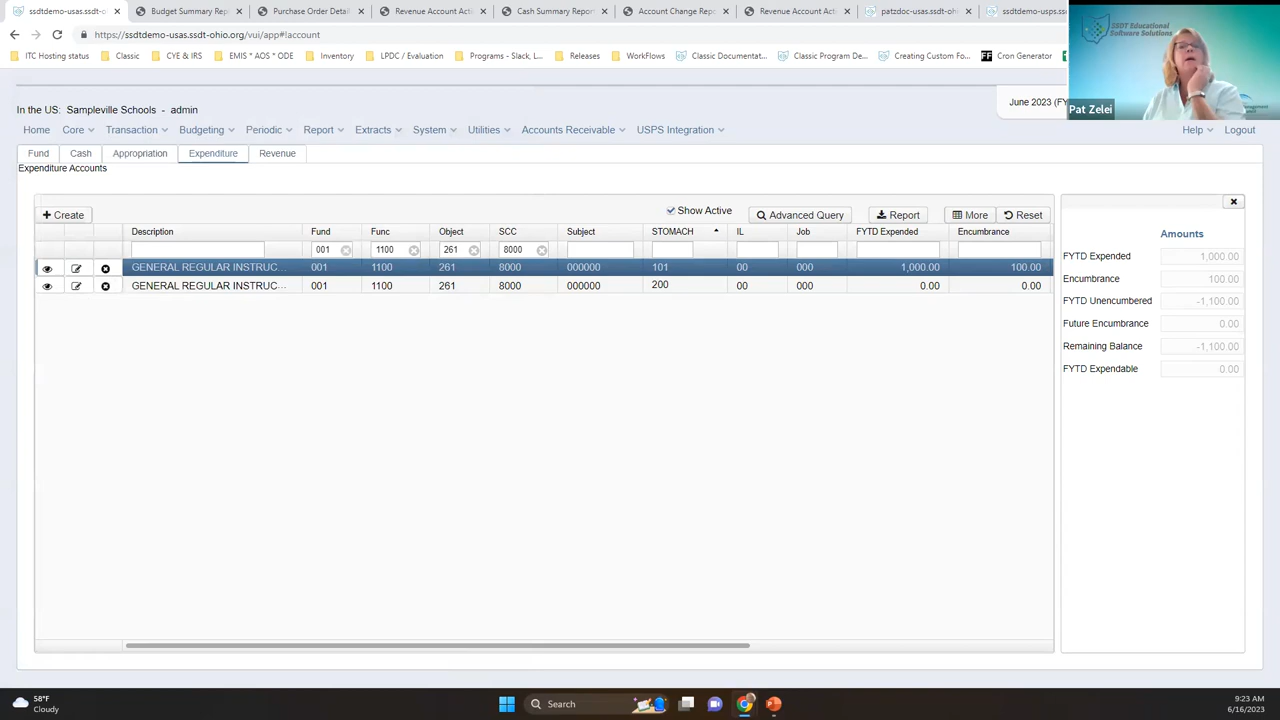 ssdtdemo-usas.ssdt-o
Budget Summary Rep
Purchase Order Detai
Revenue Account Acti
Cash Summary Report
Account Change Rep
Revenue Account Acti
patzdoc-usas.ssdt-oh
ssdtdemo-usps.ss
https://ssdtdemo-usas.ssdt-ohio.org/vui/app#!account
ITC Hosting status
Classic
CYE & IRS
EMIS * AOS * ODE
Inventory
LPDC / Evaluation
Programs - Slack, L...
Releases
WorkFlows
Classic Documentat...
Classic Program De...
Creating Custom Fo...
FF
Cron Generator
SSDT Educational
Software Solutions
Pat Zelei
In the US: Sampleville Schools - admin
June 2023 (FY
Home Core Transaction Budgeting Periodic Report Extracts System Utilities Accounts Receivable USPS Integration Help Logout
Fund Cash Appropriation Expenditure Revenue
Expenditure Accounts
Create
Show Active
Advanced Query
Report
More
Reset
Description Fund Func Object SCC Subject STOMACH IL Job FYTD Expended Encumbrance
001 1100 261 8000
GENERAL REGULAR INSTRUC... 001 1100 261 8000 000000 101 00 000 1,000.00 100.00
GENERAL REGULAR INSTRUC... 001 1100 261 8000 000000 200 00 000 0.00 0.00
Amounts
FYTD Expended 1,000.00
Encumbrance 100.00
FYTD Unencumbered -1,100.00
Future Encumbrance 0.00
Remaining Balance -1,100.00
FYTD Expendable 0.00
58°F
Cloudy
Search
9:23 AM
6/16/2023